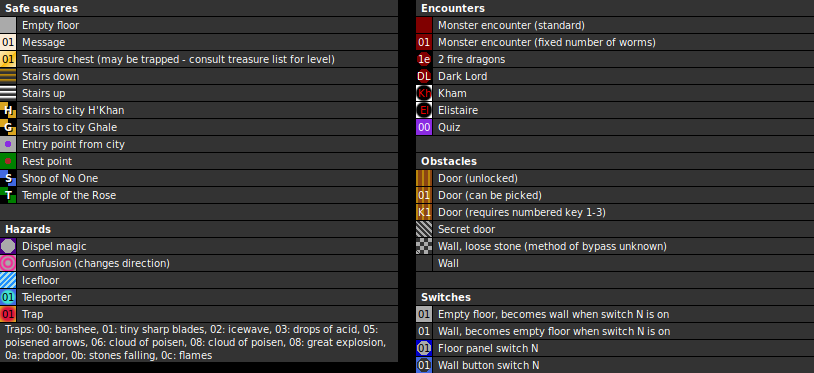 Safe squares
Empty floor
01 Message
01 Treasure chest (may be trapped - consult treasure list for level)
Stairs down
Stairs up
H Stairs to city H'Khan
G Stairs to city Ghale
Entry point from city
Rest point
S Shop of No One
T Temple of the Rose
Hazards
Dispel magic
Confusion (changes direction)
Icefloor
01 Teleporter
01 Trap
Traps: 00: banshee, 01: tiny sharp blades, 02: icewave, 03: drops of acid, 05:
poisened arrows, 06: cloud of poisen, 08: cloud of poisen, 08: great explosion,
0a: trapdoor, 0b: stones falling, 0c: flames
Encounters
Monster encounter (standard)
01 Monster encounter (fixed number of worms)
1e 2 fire dragons
DL Dark Lord
Kh Kham
El Elistaire
00 Quiz
Obstacles
Door (unlocked)
01 Door (can be picked)
K1 Door (requires numbered key 1-3)
Secret door
Wall, loose stone (method of bypass unknown)
Wall
Switches
01 Empty floor, becomes wall when switch N is on
01 Wall, becomes empty floor when switch N is on
01 Floor panel switch N
01 Wall button switch N